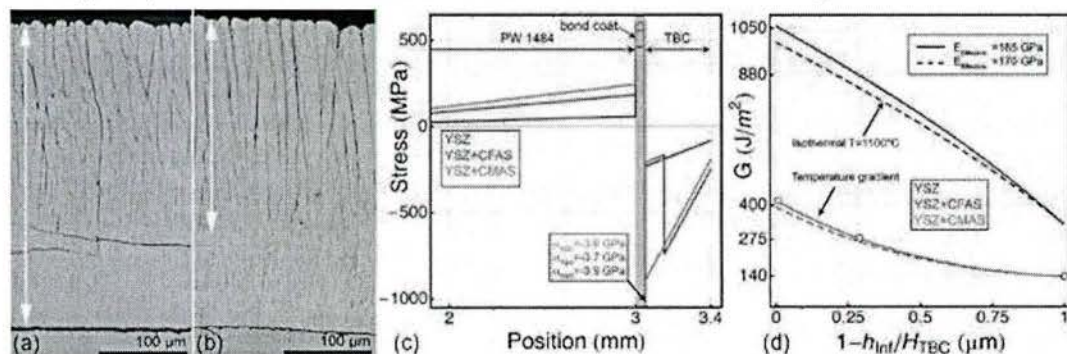 (a)
100 μm
(b)
100 μm
bond coat
PW 1484
TBC
500
0
−500
−1000
Stress (MPa)
YSZ
YSZ+CFAS
YSZ+CMAS
(c)
2
3
3.4
Position (mm)
1050
880
400
275
140
G (J/m²)
=170 GPa
Isothermal T=1100°C
Temperature gradient
YSZ
YSZ+CFAS
YSZ+CMAS
(d)
0
0.25
0.5
0.75
1
1−h_Inf/H_TBC (μm)